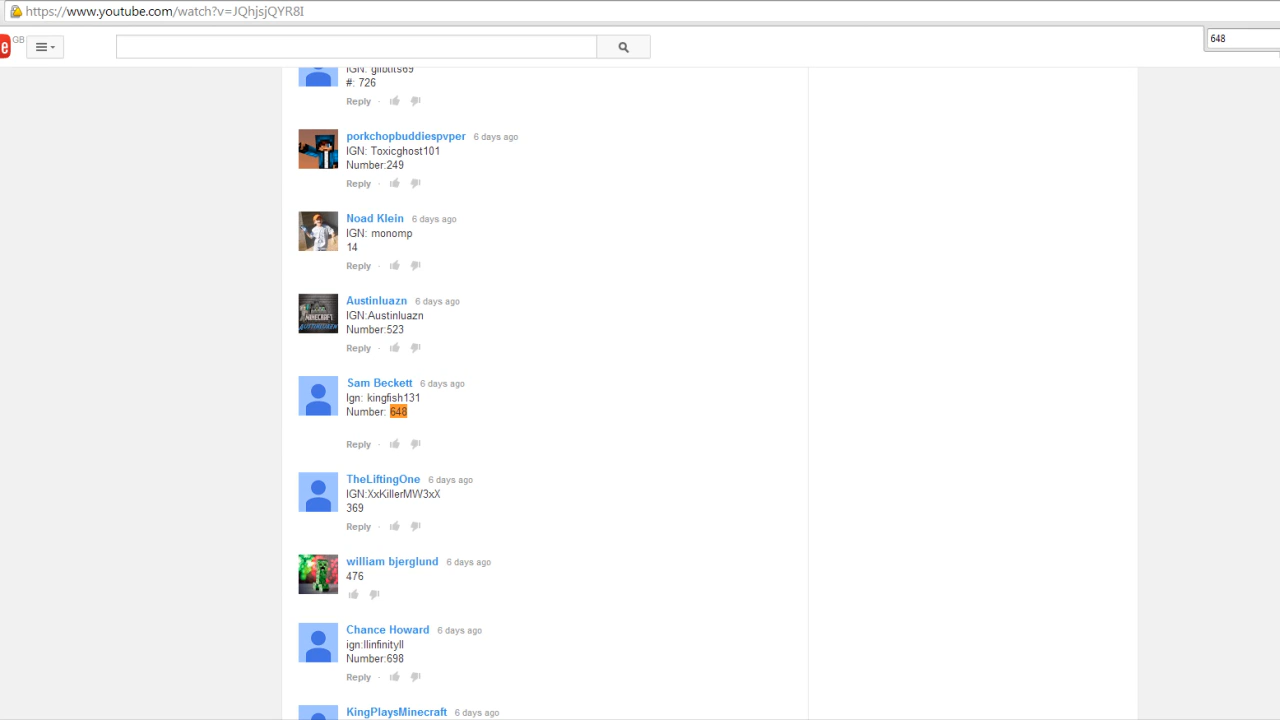 https://www.youtube.com/watch?v=JQhjsjQYR8I
e GB
648
IGN: glibtits69
#: 726
Reply
porkchopbuddiespvper 6 days ago
IGN: Toxicghost101
Number:249
Reply
Noad Klein 6 days ago
IGN: monomp
14
Reply
Austinluazn 6 days ago
IGN:Austinluazn
Number:523
Reply
Sam Beckett 6 days ago
Ign: kingfish131
Number: 648
Reply
TheLiftingOne 6 days ago
IGN:XxKillerMW3xX
369
Reply
william bjerglund 6 days ago
476
Chance Howard 6 days ago
ign:llinfinityll
Number:698
Reply
KingPlaysMinecraft 6 days ago